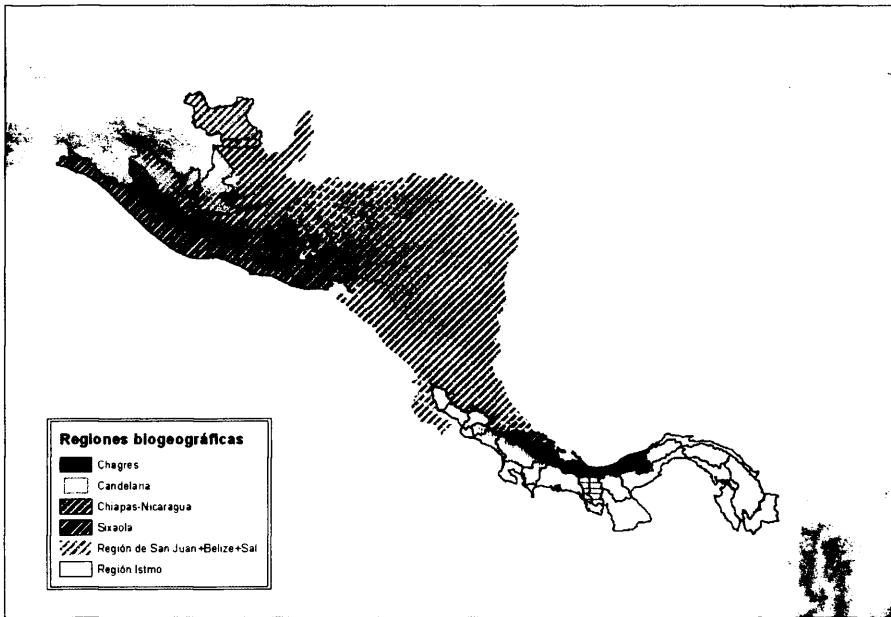 Regiones biogeográficas
Chagres
Candelaria
Chiapas-Nicaragua
Sixaola
Región de San Juan+Belize+Sal
Región Istmo